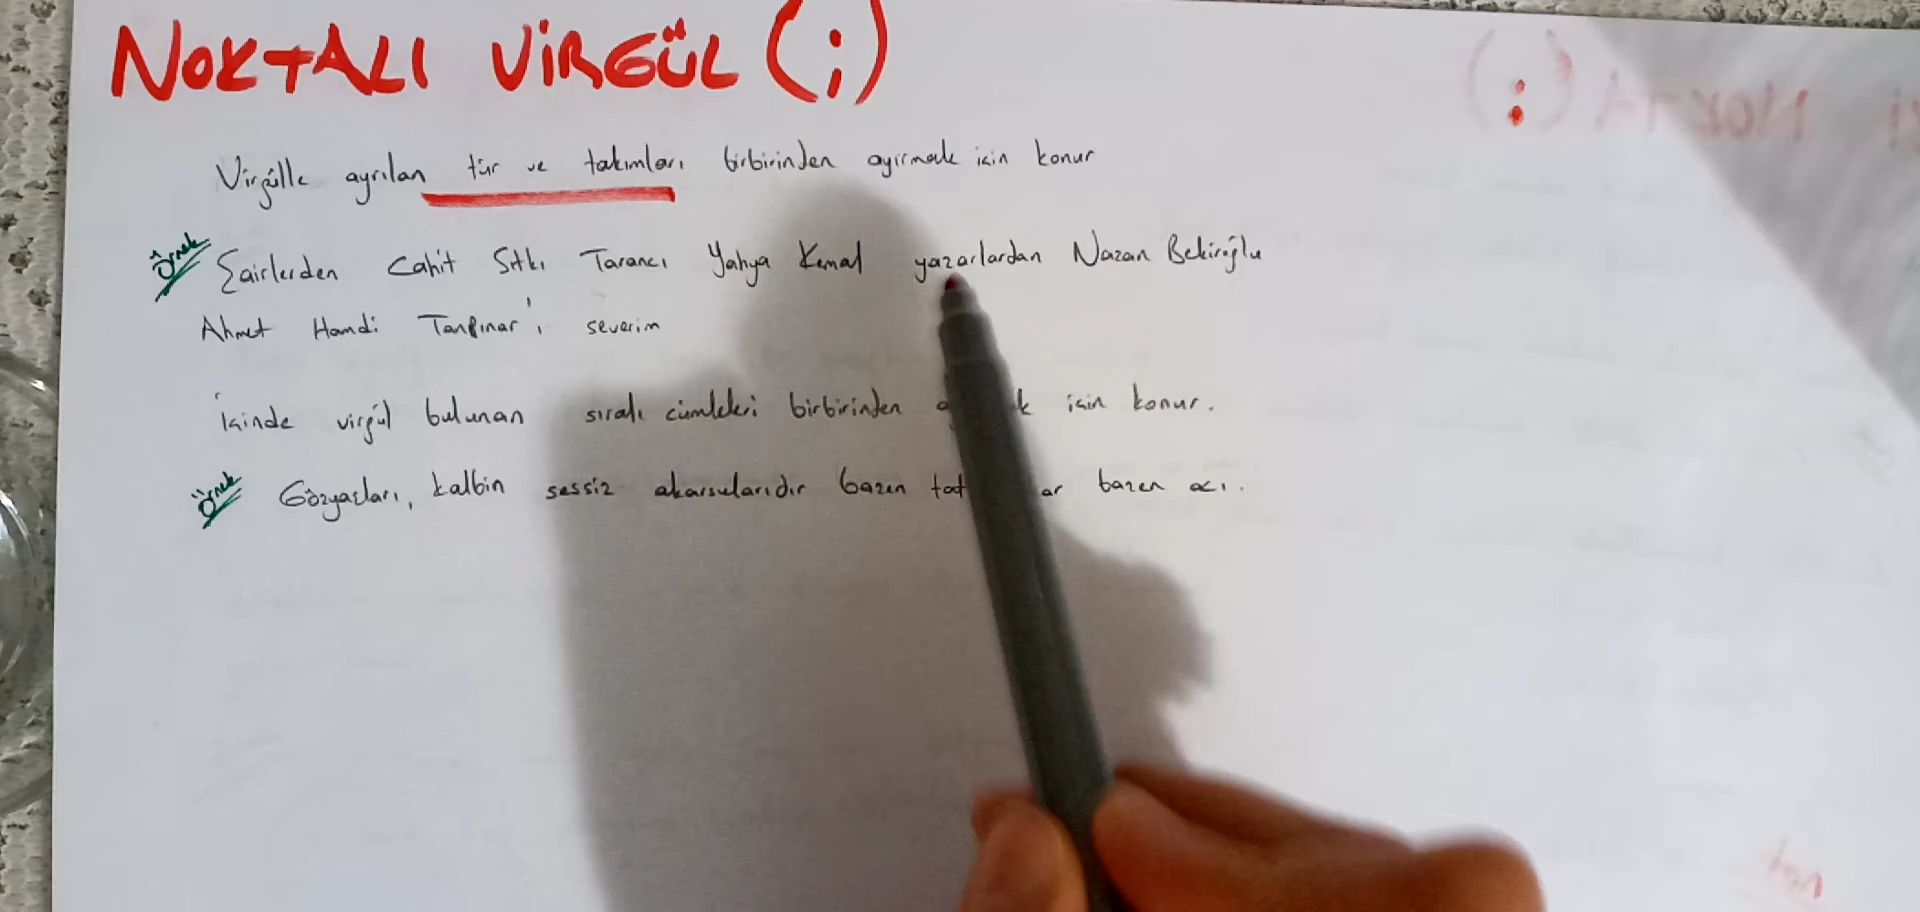 NOKTALI VİRGÜL (;)
Virgülle ayrılan tür ve takımları birbirinden ayırmak için konur
Örnek Şairlerden Cahit Sıtkı Tarancı Yahya Kemal yazarlardan Nazan Bekiroğlu
Ahmet Hamdi Tanpınar'ı severim
İçinde virgül bulunan sıralı cümleleri birbirinden için konur.
Örnek Gözyaşları, kalbin sessiz akarsularıdır bazen bazen acı.